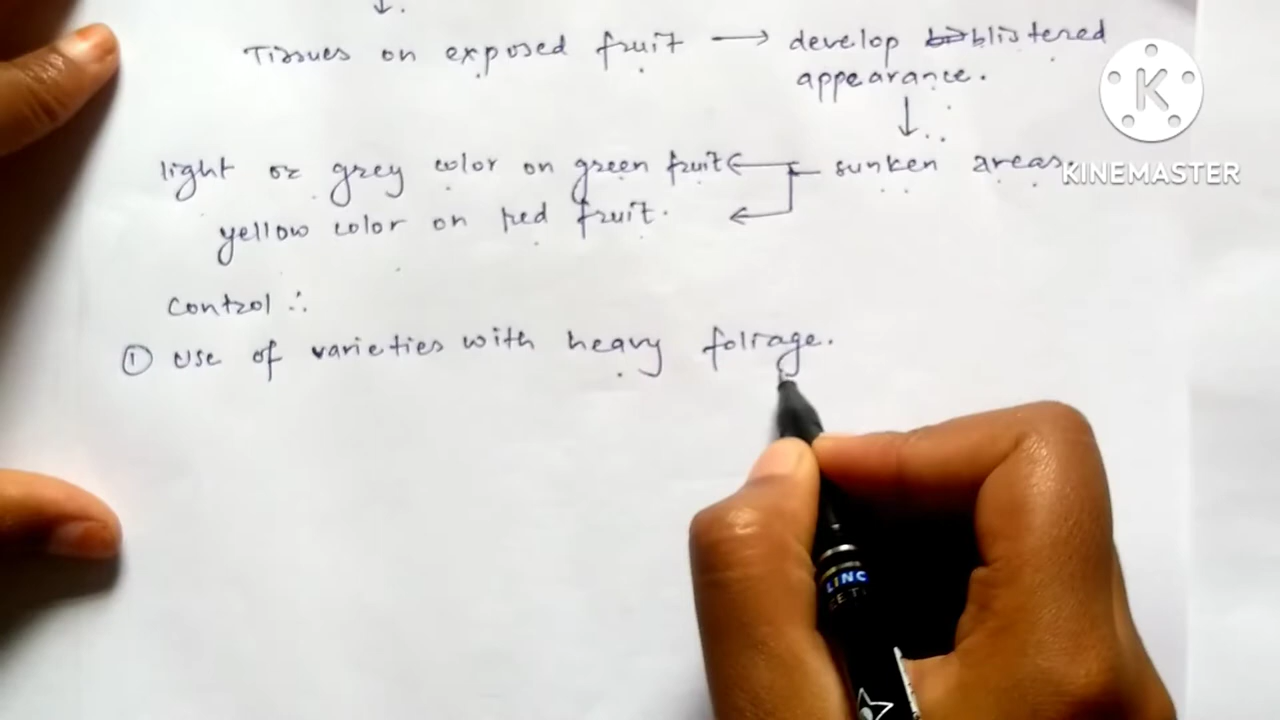 ↓.
Tissues on exposed fruit → develop blistered
appearance.
↓..
light or grey color on green fruit ← sunken areas.
yellow color on red fruit. ←
control ∴
① Use of varieties with heavy foliage.
K
KINEMASTER
LINC